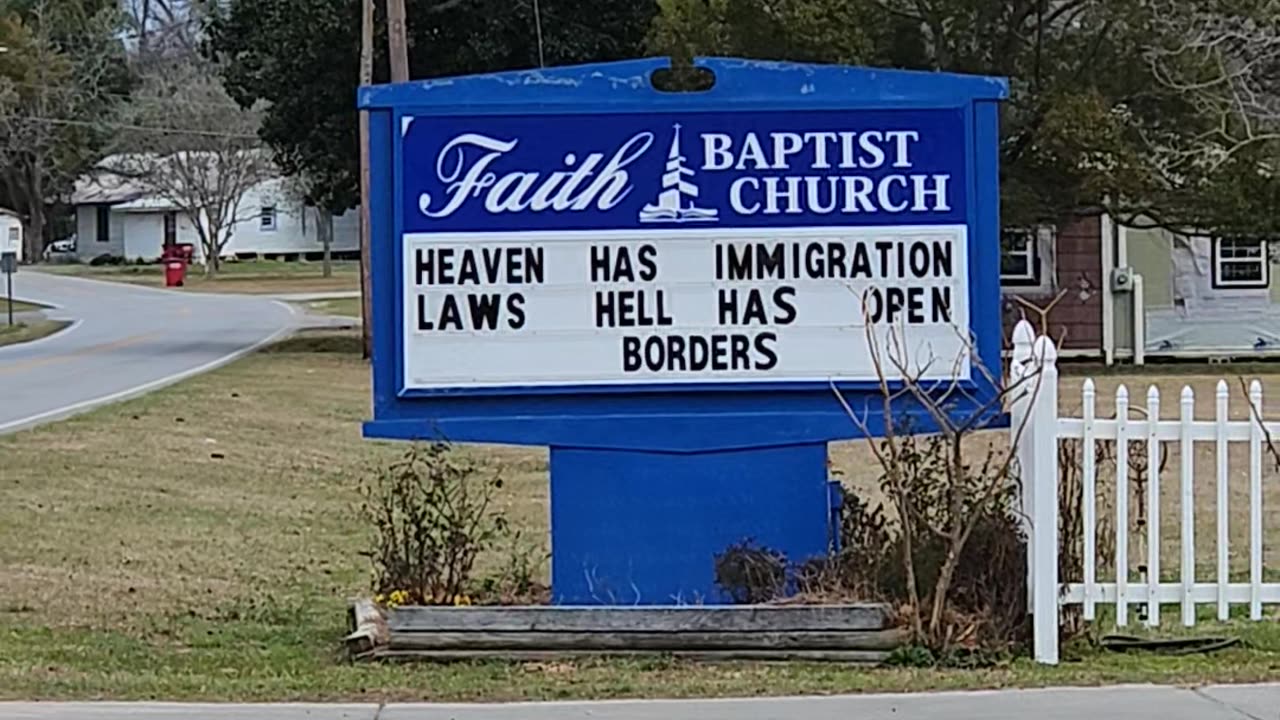 Faith BAPTIST
CHURCH
HEAVEN HAS IMMIGRATION
LAWS HELL HAS OPEN
BORDERS